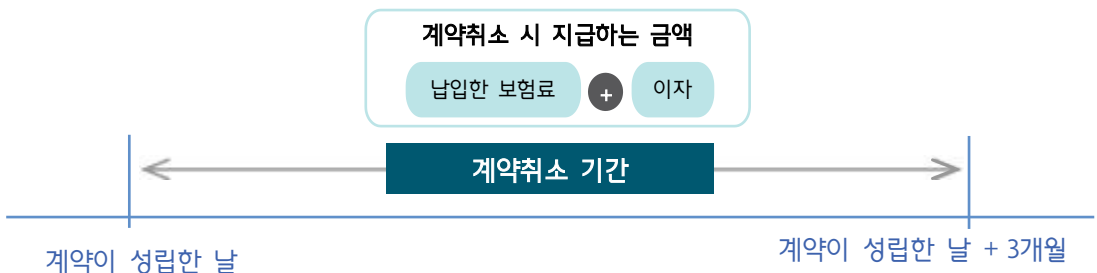 계약취소 시 지급하는 금액
납입한 보험료 + 이자
계약취소 기간
계약이 성립한 날
계약이 성립한 날 + 3개월